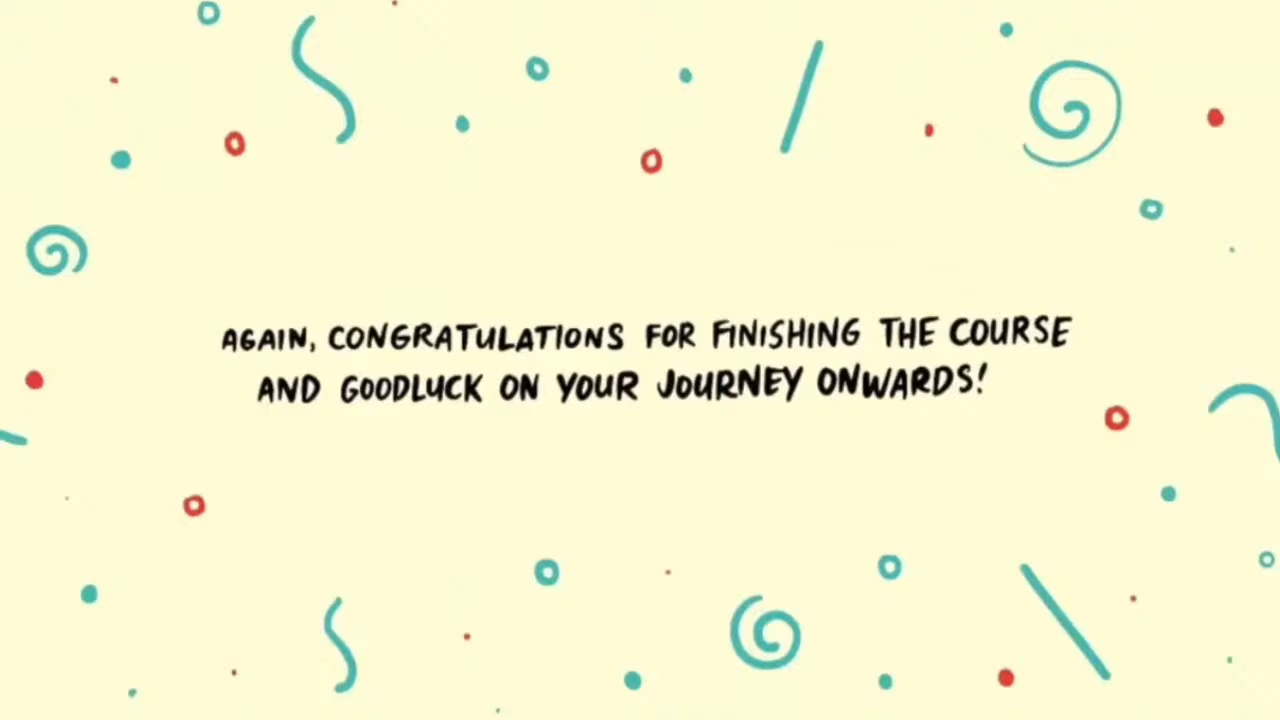 AGAIN, CONGRATULATIONS FOR FINISHING THE COURSE
AND GOODLUCK ON YOUR JOURNEY ONWARDS!